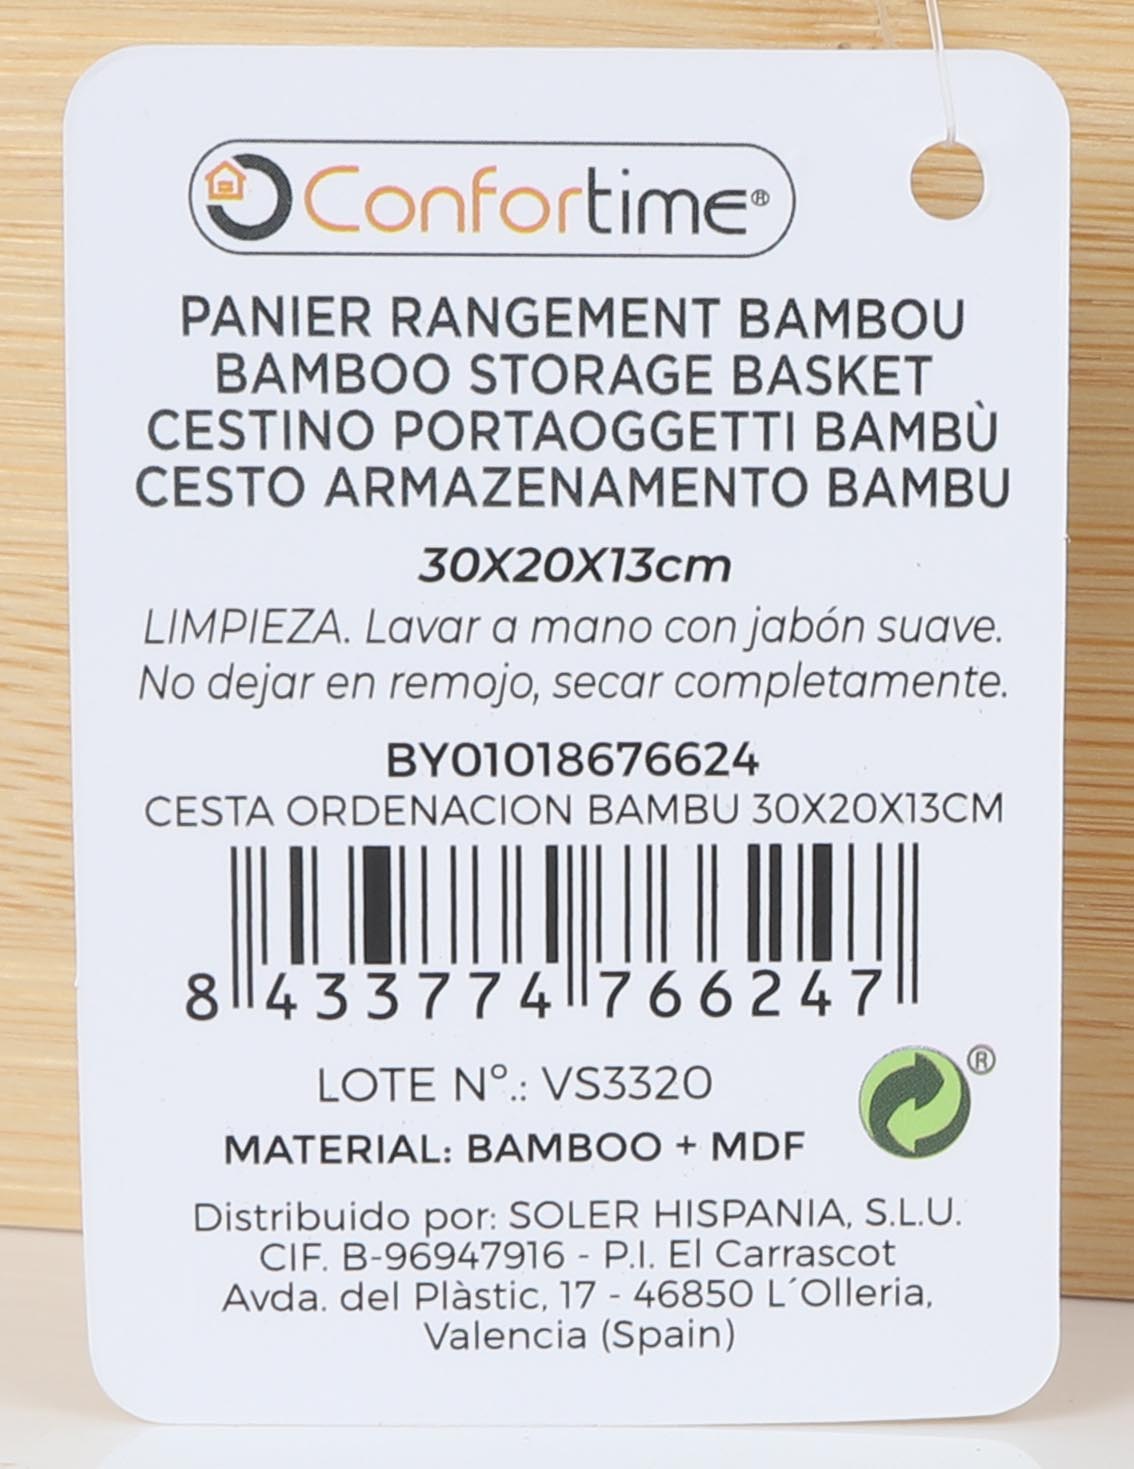 Confortime®
PANIER RANGEMENT BAMBOU
BAMBOO STORAGE BASKET
CESTINO PORTAOGGETTI BAMBÙ
CESTO ARMAZENAMENTO BAMBU
30X20X13cm
LIMPIEZA. Lavar a mano con jabón suave.
No dejar en remojo, secar completamente.
BY01018676624
CESTA ORDENACION BAMBU 30X20X13CM
8 433774 766247
LOTE Nº.: VS3320
®
MATERIAL: BAMBOO + MDF
Distribuido por: SOLER HISPANIA, S.L.U.
CIF. B-96947916 - P.I. El Carrascot
Avda. del Plàstic, 17 - 46850 L´Olleria,
Valencia (Spain)